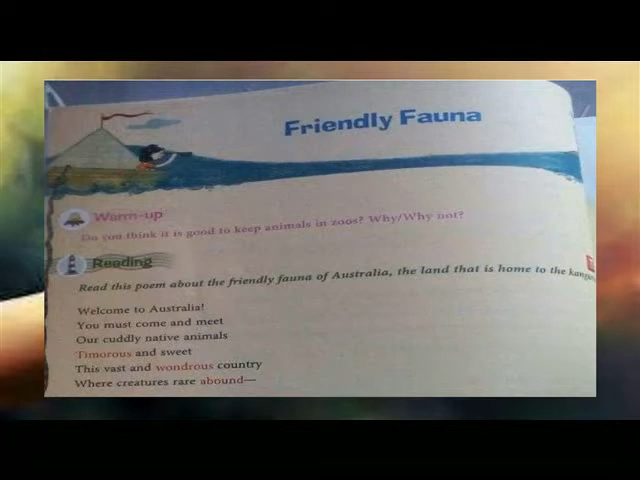 Friendly Fauna
Warm-up
Do you think it is good to keep animals in zoos? Why/Why not?
Reading
Read this poem about the friendly fauna of Australia, the land that is home to the
Welcome to Australia!
You must come and meet
Our cuddly native animals
Timorous and sweet
This vast and wondrous country
Where creatures rare abound—